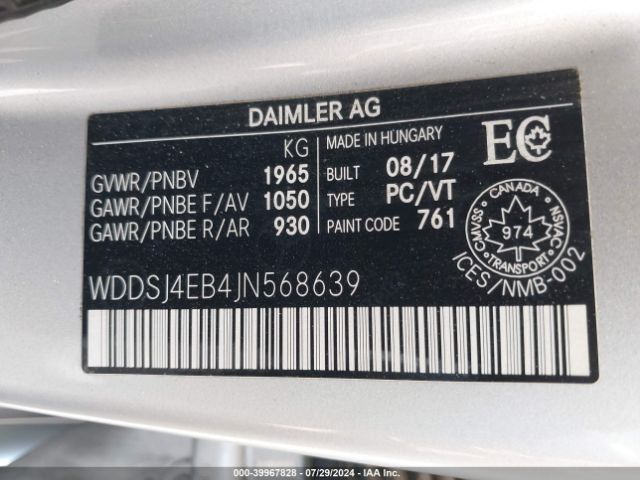 DAIMLER AG
KG
GVWR/PNBV 1965
GAWR/PNBE F/AV 1050
GAWR/PNBE R/AR 930
MADE IN HUNGARY
BUILT 08/17
TYPE PC/VT
PAINT CODE 761
EC
CANADA
CMVSS 974 NSVAC
TRANSPORT
ICES/NMB-002
WDDSJ4EB4JN568639
000-39967828 - 07/29/2024 - IAA Inc.